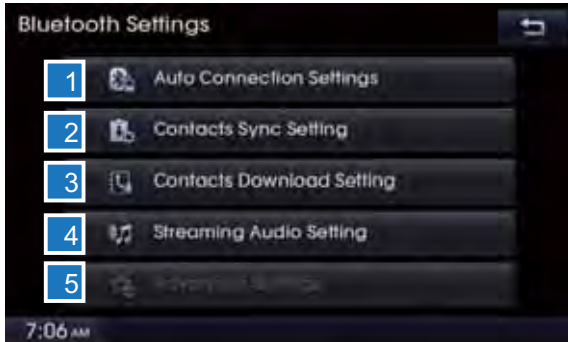 Bluetooth Settings
1 Auto Connection Settings
2 Contacts Sync Setting
3 Contacts Download Setting
4 Streaming Audio Setting
5
7:06 AM